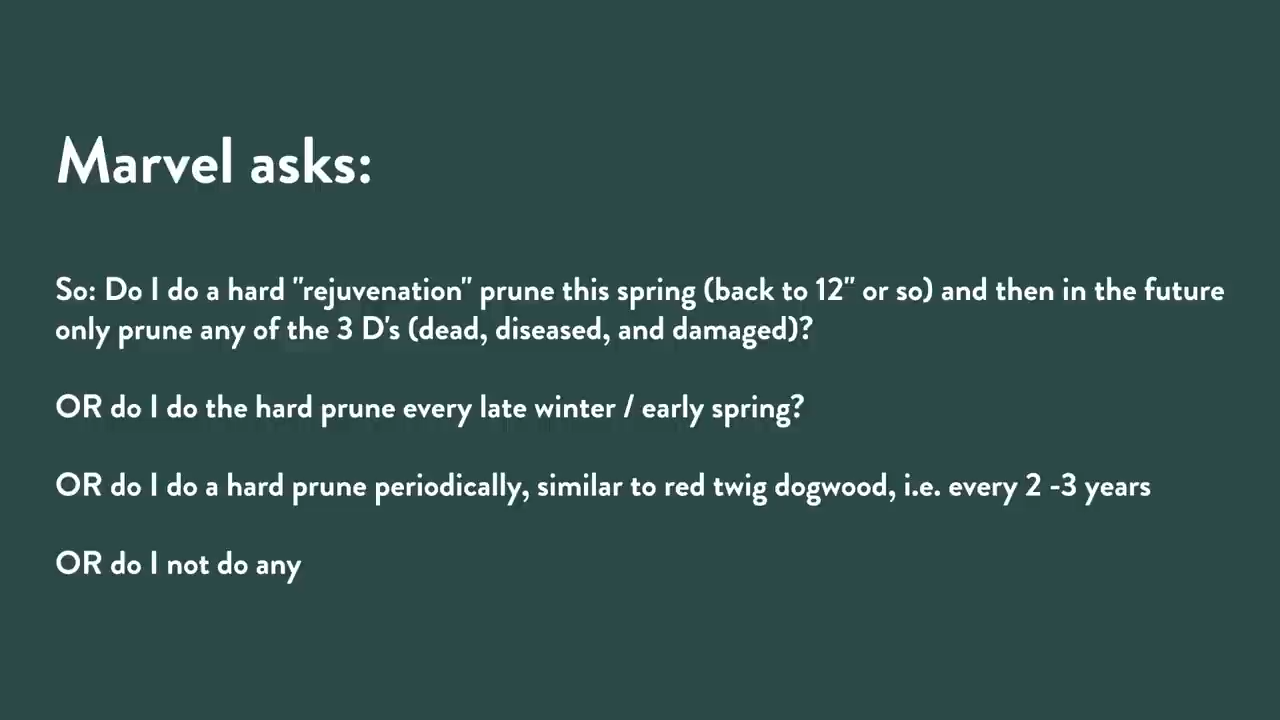 Marvel asks:
So: Do I do a hard "rejuvenation" prune this spring (back to 12" or so) and then in the future
only prune any of the 3 D's (dead, diseased, and damaged)?
OR do I do the hard prune every late winter / early spring?
OR do I do a hard prune periodically, similar to red twig dogwood, i.e. every 2 -3 years
OR do I not do any